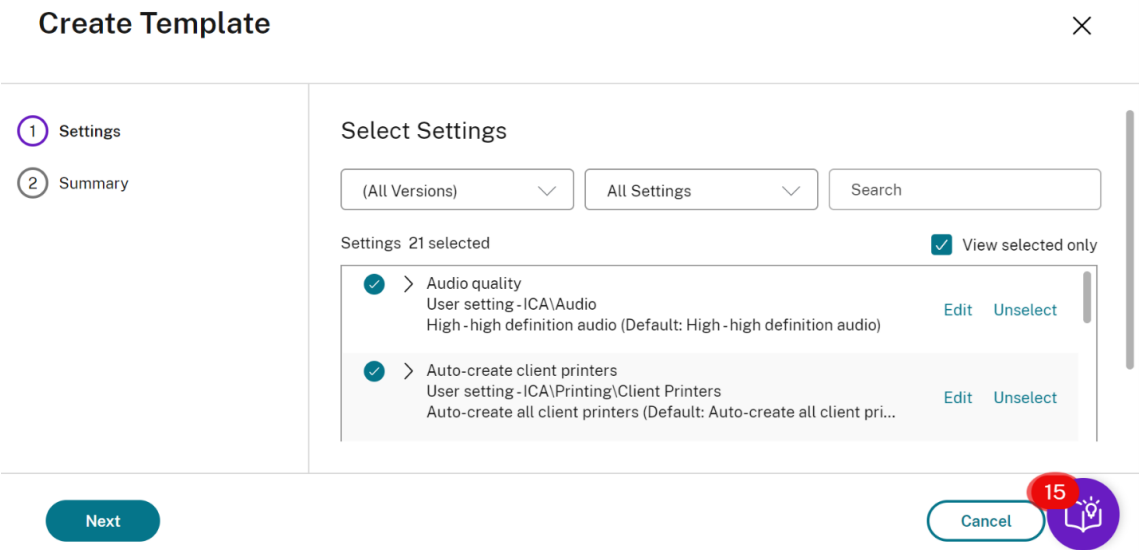 Create Template
1 Settings
2 Summary
Select Settings
(All Versions) All Settings Search
Settings 21 selected View selected only
Audio quality
User setting - ICA\Audio
High - high definition audio (Default: High - high definition audio)
Edit Unselect
Auto-create client printers
User setting - ICA\Printing\Client Printers
Auto-create all client printers (Default: Auto-create all client pri...
Edit Unselect
Next Cancel 15